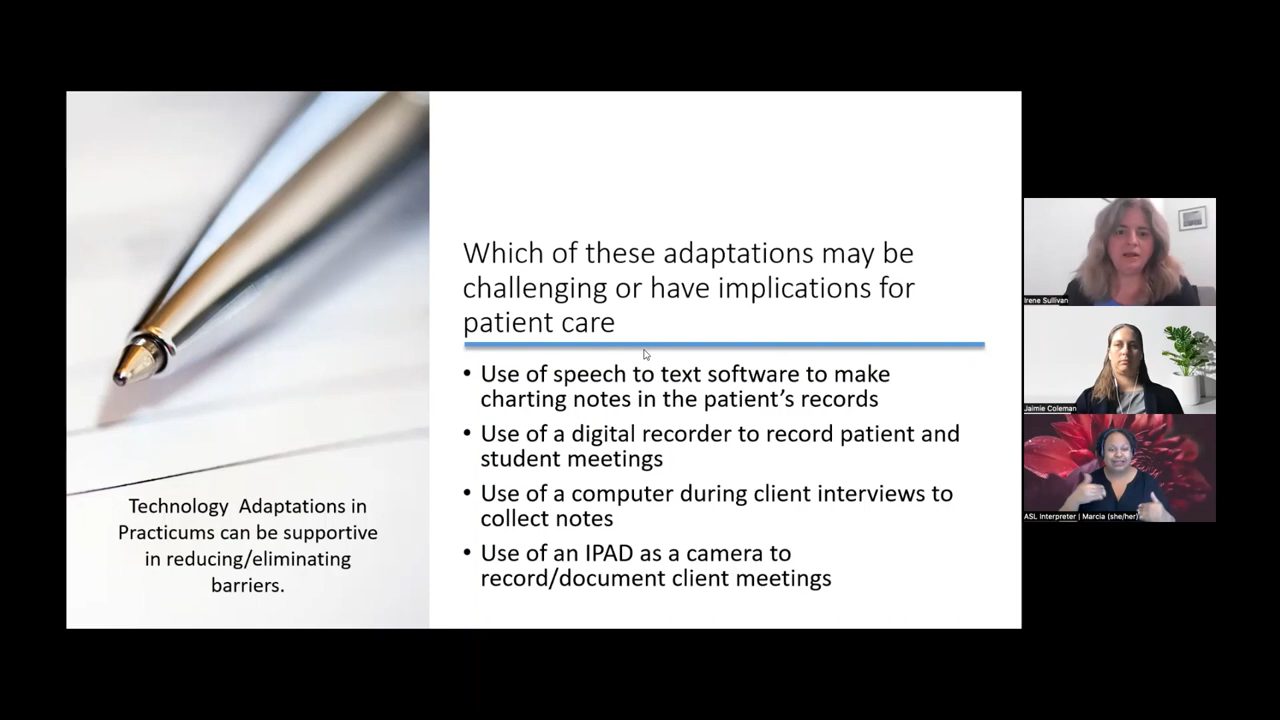 Which of these adaptations may be
challenging or have implications for
patient care
• Use of speech to text software to make
charting notes in the patient’s records
• Use of a digital recorder to record patient and
student meetings
• Use of a computer during client interviews to
collect notes
• Use of an IPAD as a camera to
record/document client meetings
Technology Adaptations in
Practicums can be supportive
in reducing/eliminating
barriers.
Irene Sullivan
Jaimie Coleman
ASL Interpreter | Marcia (she/her)